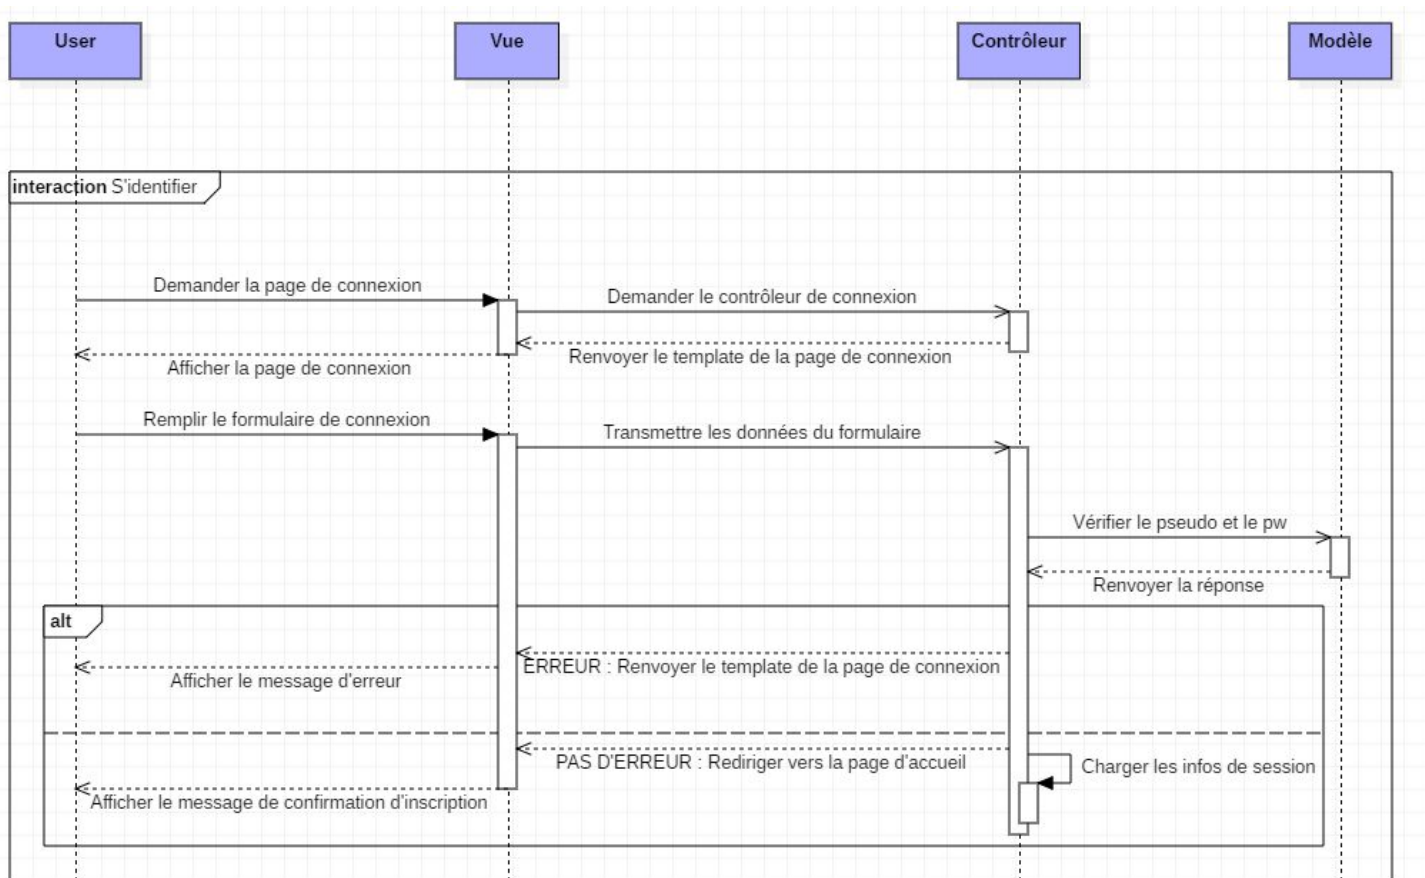 User
Vue
Contrôleur
Modèle
interaction S'identifier
Demander la page de connexion
Demander le contrôleur de connexion
Renvoyer le template de la page de connexion
Afficher la page de connexion
Remplir le formulaire de connexion
Transmettre les données du formulaire
Vérifier le pseudo et le pw
Renvoyer la réponse
alt
ERREUR : Renvoyer le template de la page de connexion
Afficher le message d'erreur
PAS D'ERREUR : Rediriger vers la page d'accueil
Charger les infos de session
Afficher le message de confirmation d'inscription